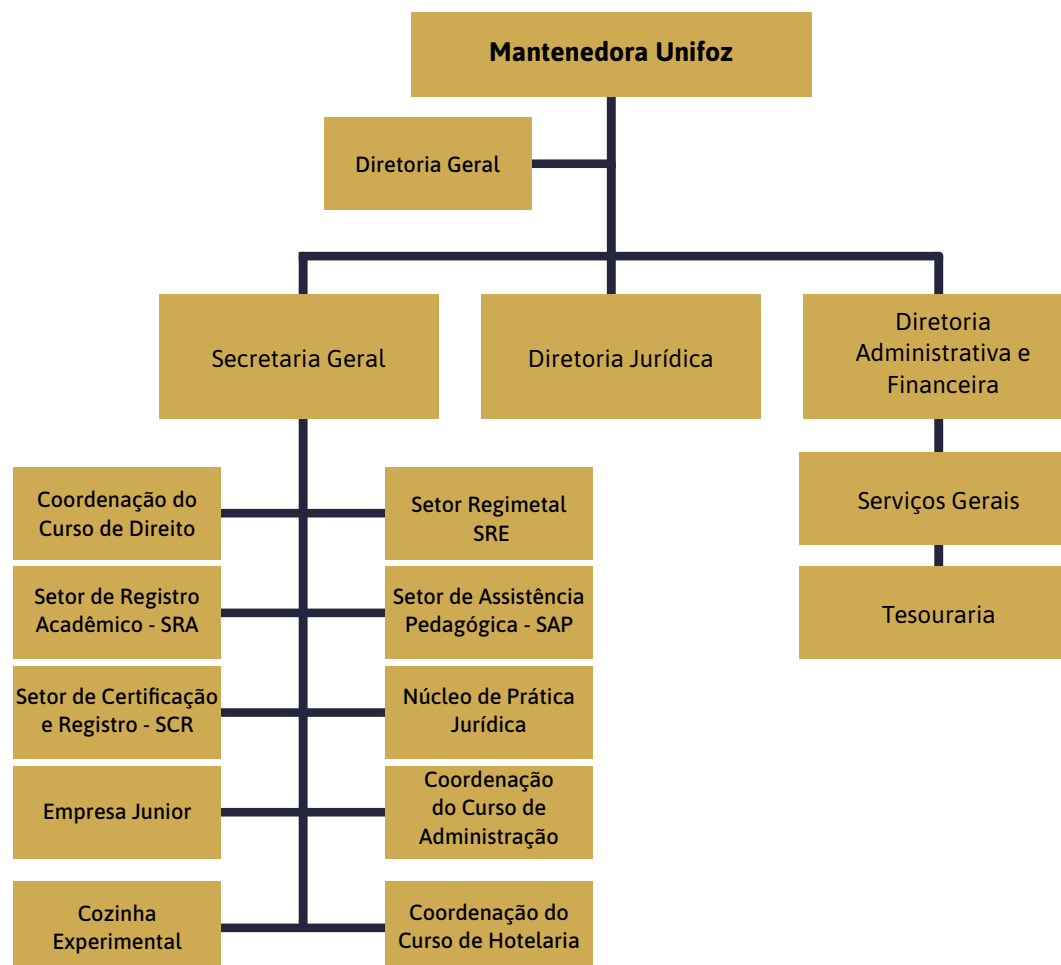 Mantenedora Unifoz
Diretoria Geral
Secretaria Geral
Diretoria Jurídica
Diretoria
Administrativa e
Financeira
Coordenação do
Curso de Direito
Setor Regimetal
SRE
Serviços Gerais
Setor de Registro
Acadêmico - SRA
Setor de Assistência
Pedagógica - SAP
Tesouraria
Setor de Certificação
e Registro - SCR
Núcleo de Prática
Jurídica
Empresa Junior
Coordenação
do Curso de
Administração
Cozinha
Experimental
Coordenação do
Curso de Hotelaria